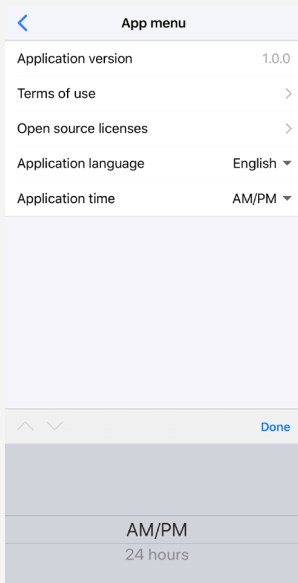 App menu
Application version 1.0.0
Terms of use
Open source licenses
Application language English
Application time AM/PM
Done
AM/PM
24 hours